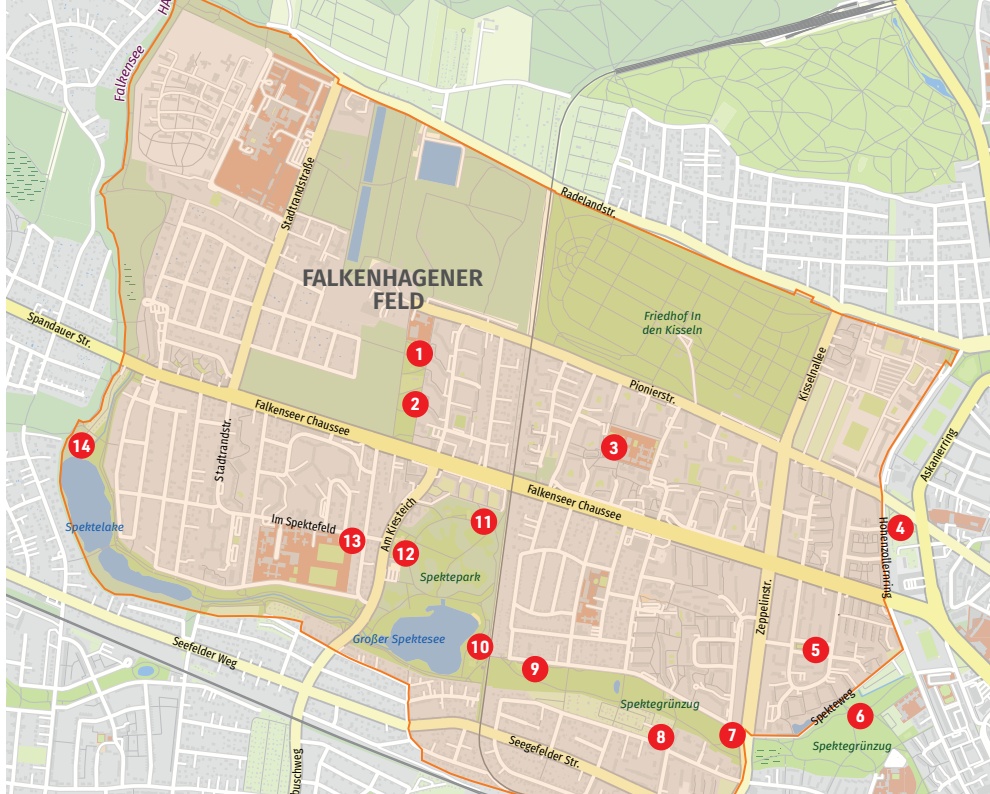 HA
Falkensee
Stadtrandstraße
Radelandstr.
FALKENHAGENER
FELD
Friedhof In
den Kisseln
Spandauer Str.
1
Kisselnallee
Pionierstr.
2
Falkenseer Chaussee
14
Stadtrandstr.
3
Askanierring
Falkenseer Chaussee
Spektelake
Im Spektefeld
13
Am Kiesteich
11
4
Hohenzollernring
12
Spektepark
Großer Spektesee
10
Zeppelinstr.
5
Seefelder Weg
9
Spektegrünzug
Spekteweg
6
7
8
Spektegrünzug
Seegefelder Str.
buschweg